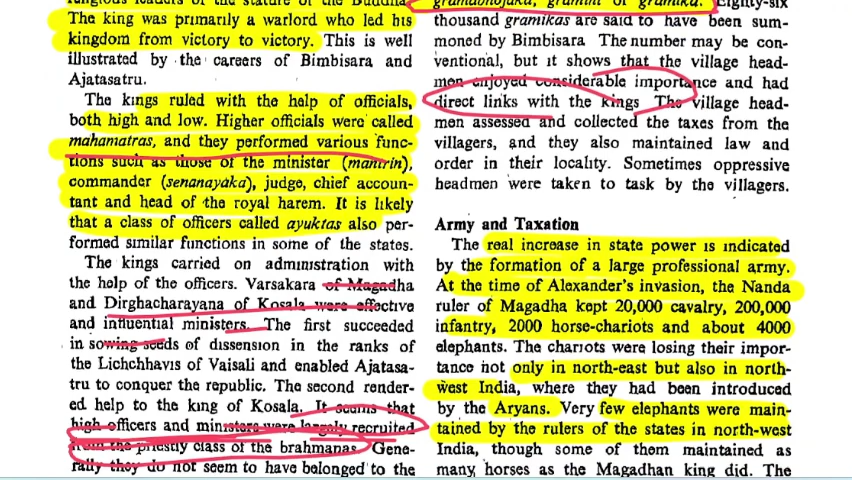 religious leaders of the stature of the Buddha.
The king was primarily a warlord who led his
kingdom from victory to victory. This is well
illustrated by the careers of Bimbisara and
Ajatasatru.
The kings ruled with the help of officials,
both high and low. Higher officials were called
mahamatras, and they performed various func-
tions such as those of the minister (mantrin),
commander (senanayaka), judge, chief accoun-
tant and head of the royal harem. It is likely
that a class of officers called ayuktas also per-
formed similar functions in some of the states.
The kings carried on administration with
the help of the officers. Varsakara of Magadha
and Dirghacharayana of Kosala were effective
and influential ministers. The first succeeded
in sowing seeds of dissension in the ranks of
the Lichchhavis of Vaisali and enabled Ajatasa-
tru to conquer the republic. The second render-
ed help to the king of Kosala. It seems that
high officers and ministers were largely recruited
from the priestly class of the brahmanas. Gene-
rally they do not seem to have belonged to the
gramabhojaka, gramini or gramika. Eighty-six
thousand gramikas are said to have been sum-
moned by Bimbisara The number may be con-
ventional, but it shows that the village head-
men enjoyed considerable importance and had
direct links with the kings The village head-
men assessed and collected the taxes from the
villagers, and they also maintained law and
order in their locality. Sometimes oppressive
headmen were taken to task by the villagers.
Army and Taxation
The real increase in state power is indicated
by the formation of a large professional army.
At the time of Alexander's invasion, the Nanda
ruler of Magadha kept 20,000 cavalry, 200,000
infantry, 2000 horse-chariots and about 4000
elephants. The chariots were losing their impor-
tance not only in north-east but also in north-
west India, where they had been introduced
by the Aryans. Very few elephants were main-
tained by the rulers of the states in north-west
India, though some of them maintained as
many horses as the Magadhan king did. The